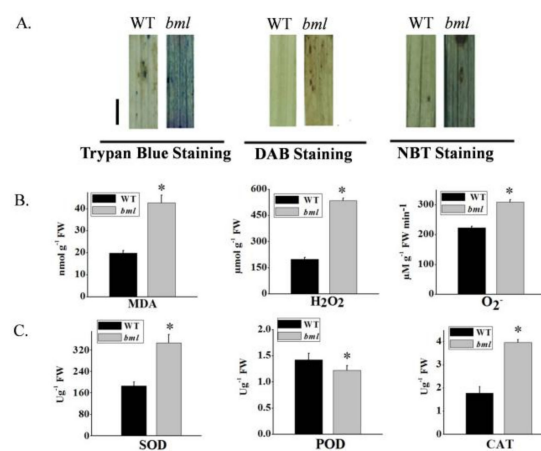 A.
WT bml
WT bml
WT bml
Trypan Blue Staining
DAB Staining
NBT Staining
B.
nmol g-1 FW
40
20
0
WT
bml
*
MDA
μmol g-1 FW
600
450
300
150
0
WT
bml
*
H2O2
μM g-1 FW min-1
300
200
100
0
WT
bml
*
O2-
C.
Ug-1 FW
320
240
160
80
0
WT
bml
*
SOD
Ug-1 FW
2.0
1.5
1.0
0.5
0.0
WT
bml
*
POD
Ug-1 FW
4
3
2
1
0
WT
bml
*
CAT